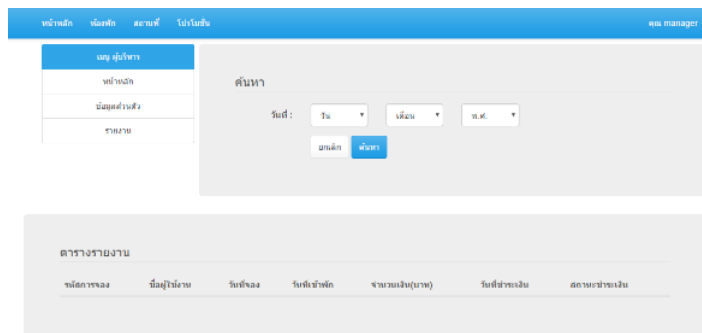 หน้าหลัก ห้องพัก สถานที่ โปรโมชั่น คุณ manager
เมนู ผู้บริหาร
หน้าหลัก
ข้อมูลส่วนตัว
รายงาน
ค้นหา
วันที่ : วัน เดือน พ.ศ.
ยกเลิก ค้นหา
ตารางรายงาน
รหัสการจอง ชื่อผู้ใช้งาน วันที่จอง วันที่เข้าพัก จำนวนเงิน(บาท) วันที่ชำระเงิน สถานะชำระเงิน